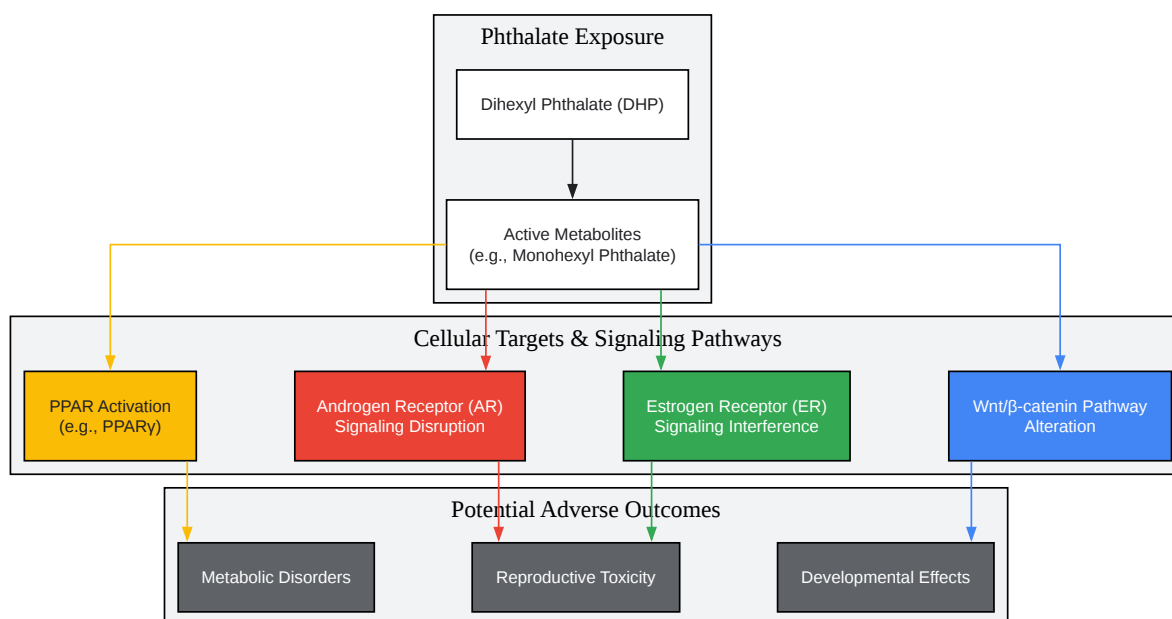 Phthalate Exposure
Dihexyl Phthalate (DHP)
Active Metabolites
(e.g., Monohexyl Phthalate)
Cellular Targets & Signaling Pathways
PPAR Activation
(e.g., PPARγ)
Androgen Receptor (AR)
Signaling Disruption
Estrogen Receptor (ER)
Signaling Interference
Wnt/β-catenin Pathway
Alteration
Potential Adverse Outcomes
Metabolic Disorders
Reproductive Toxicity
Developmental Effects